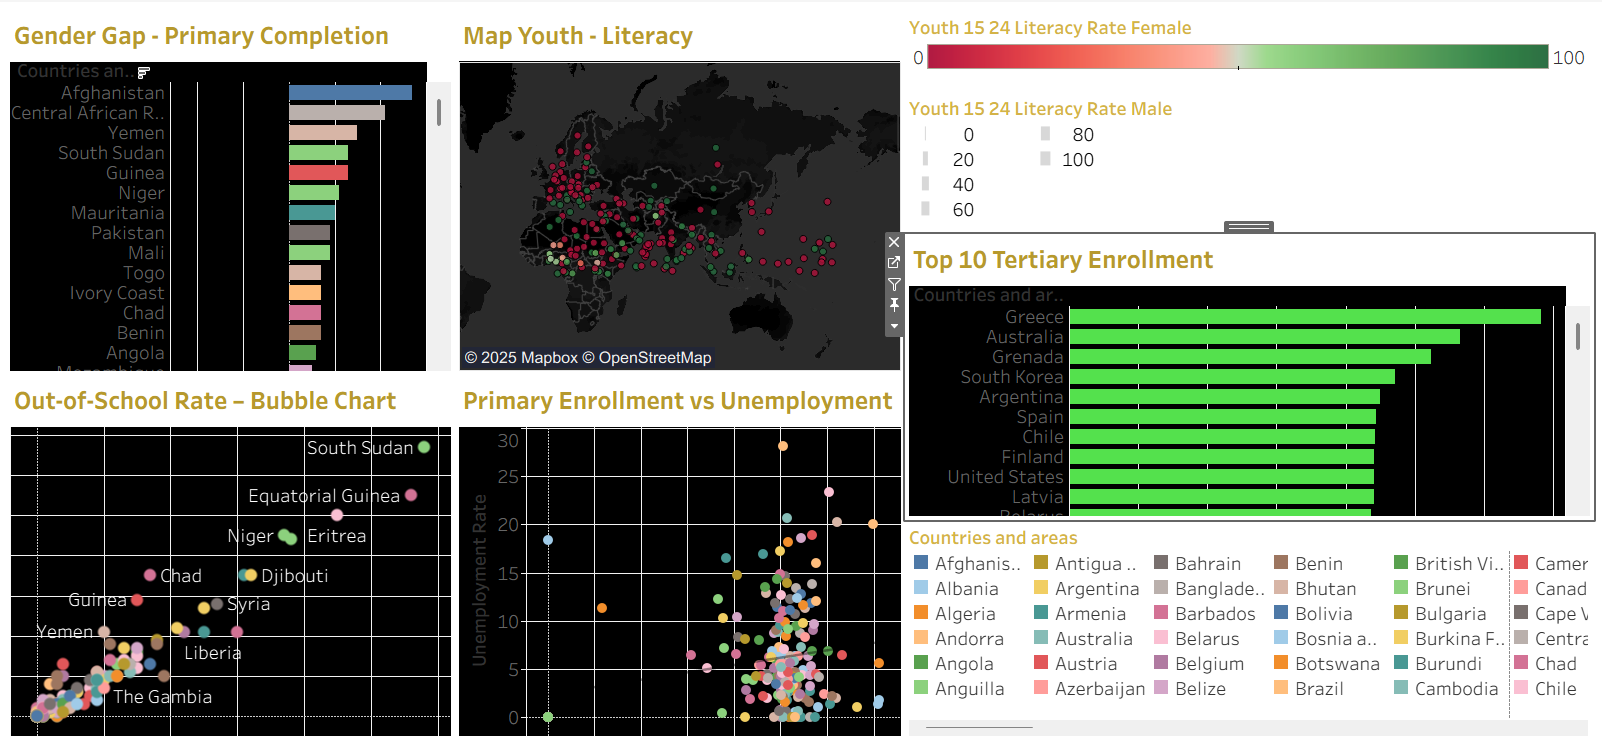 Gender Gap - Primary Completion
Countries an..
Afghanistan
Central African R..
Yemen
South Sudan
Guinea
Niger
Mauritania
Pakistan
Mali
Togo
Ivory Coast
Chad
Benin
Angola
Mozambique
Map Youth - Literacy
© 2025 Mapbox © OpenStreetMap
Youth 15 24 Literacy Rate Female
0 100
Youth 15 24 Literacy Rate Male
0 80
20 100
40
60
Top 10 Tertiary Enrollment
Countries and ar..
Greece
Australia
Grenada
South Korea
Argentina
Spain
Chile
Finland
United States
Latvia
Belarus
Out-of-School Rate – Bubble Chart
South Sudan
Equatorial Guinea
Niger Eritrea
Chad Djibouti
Guinea Syria
Yemen
Liberia
The Gambia
Primary Enrollment vs Unemployment
Unemployment Rate
30
25
20
15
10
5
0
Countries and areas
Afghanis.. Antigua .. Bahrain Benin British Vi.. Camer
Albania Argentina Banglade.. Bhutan Brunei Canad
Algeria Armenia Barbados Bolivia Bulgaria Cape V
Andorra Australia Belarus Bosnia a.. Burkina F.. Centra
Angola Austria Belgium Botswana Burundi Chad
Anguilla Azerbaijan Belize Brazil Cambodia Chile